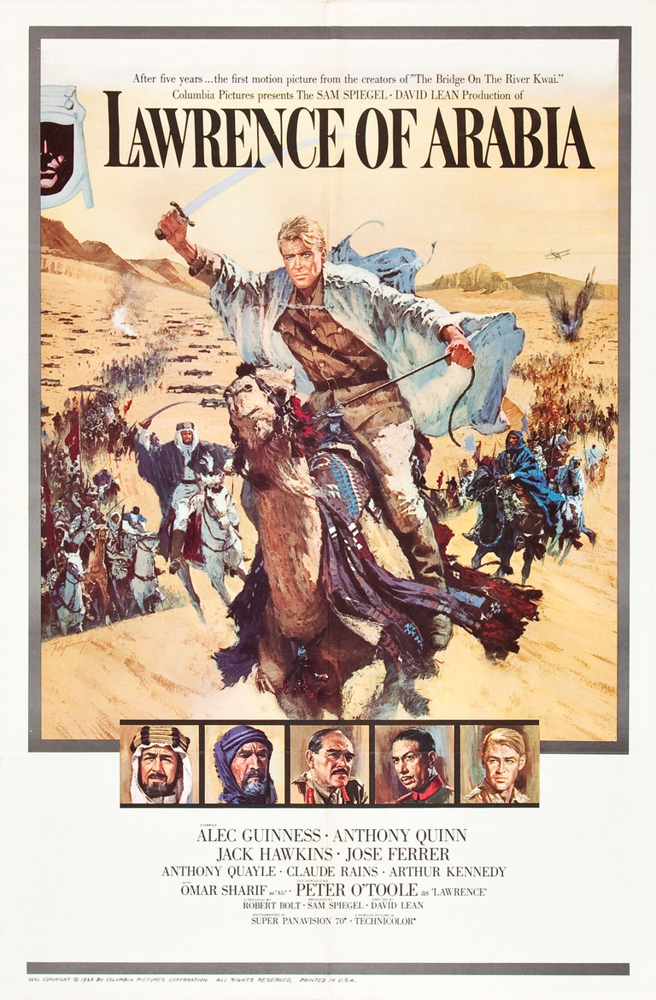 After five years...the first motion picture from the creators of "The Bridge On The River Kwai."
Columbia Pictures presents The SAM SPIEGEL · DAVID LEAN Production of
LAWRENCE OF ARABIA
STARRING
ALEC GUINNESS · ANTHONY QUINN
JACK HAWKINS · JOSE FERRER
ANTHONY QUAYLE · CLAUDE RAINS · ARTHUR KENNEDY
WITH AND INTRODUCING
OMAR SHARIF as 'Ali' · PETER O'TOOLE as 'LAWRENCE'
SCREENPLAY BY PRODUCED BY DIRECTED BY
ROBERT BOLT · SAM SPIEGEL · DAVID LEAN
PHOTOGRAPHED IN A HORIZON PICTURE IN
SUPER PANAVISION 70® · TECHNICOLOR®
COPYRIGHT © 1963 BY COLUMBIA PICTURES CORPORATION. ALL RIGHTS RESERVED. PRINTED IN U.S.A.